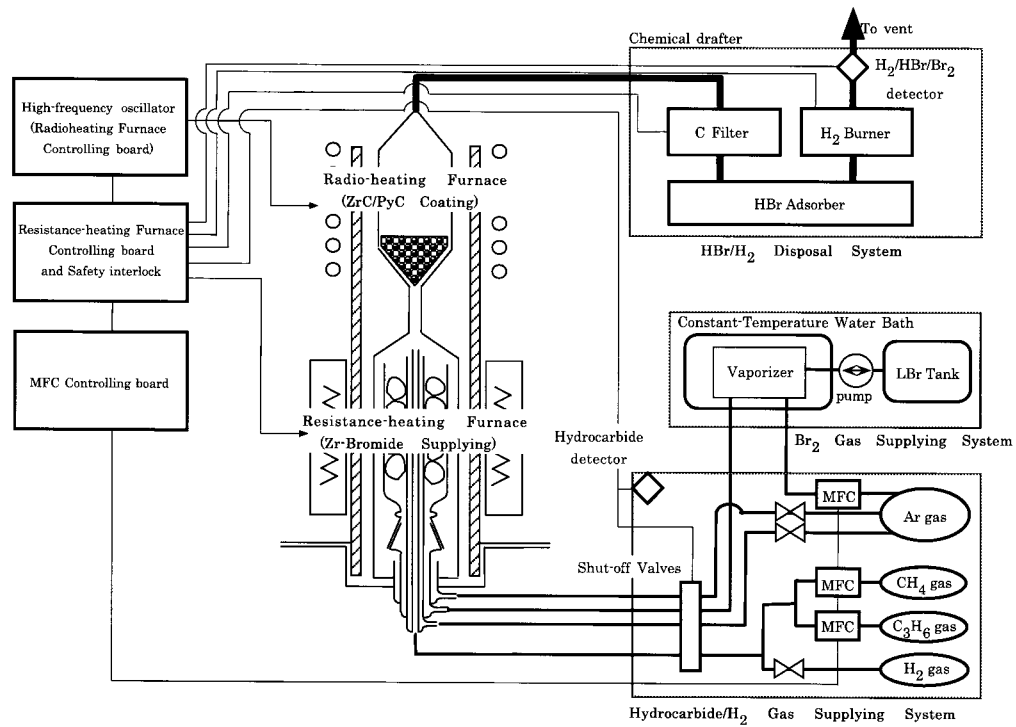 To vent
Chemical drafter
H2/HBr/Br2
detector
High-frequency oscillator
(Radioheating Furnace
Controlling board)
C Filter
H2 Burner
Radio-heating Furnace
(ZrC/PyC Coating)
HBr Adsorber
Resistance-heating Furnace
Controlling board
and Safety interlock
HBr/H2 Disposal System
Constant-Temperature Water Bath
Vaporizer
LBr Tank
pump
MFC Controlling board
Resistance-heating Furnace
(Zr-Bromide Supplying)
Br2 Gas Supplying System
Hydrocarbide
detector
MFC
Ar gas
Shut-off Valves
MFC
CH4 gas
MFC
C3H6 gas
H2 gas
Hydrocarbide/H2 Gas Supplying System